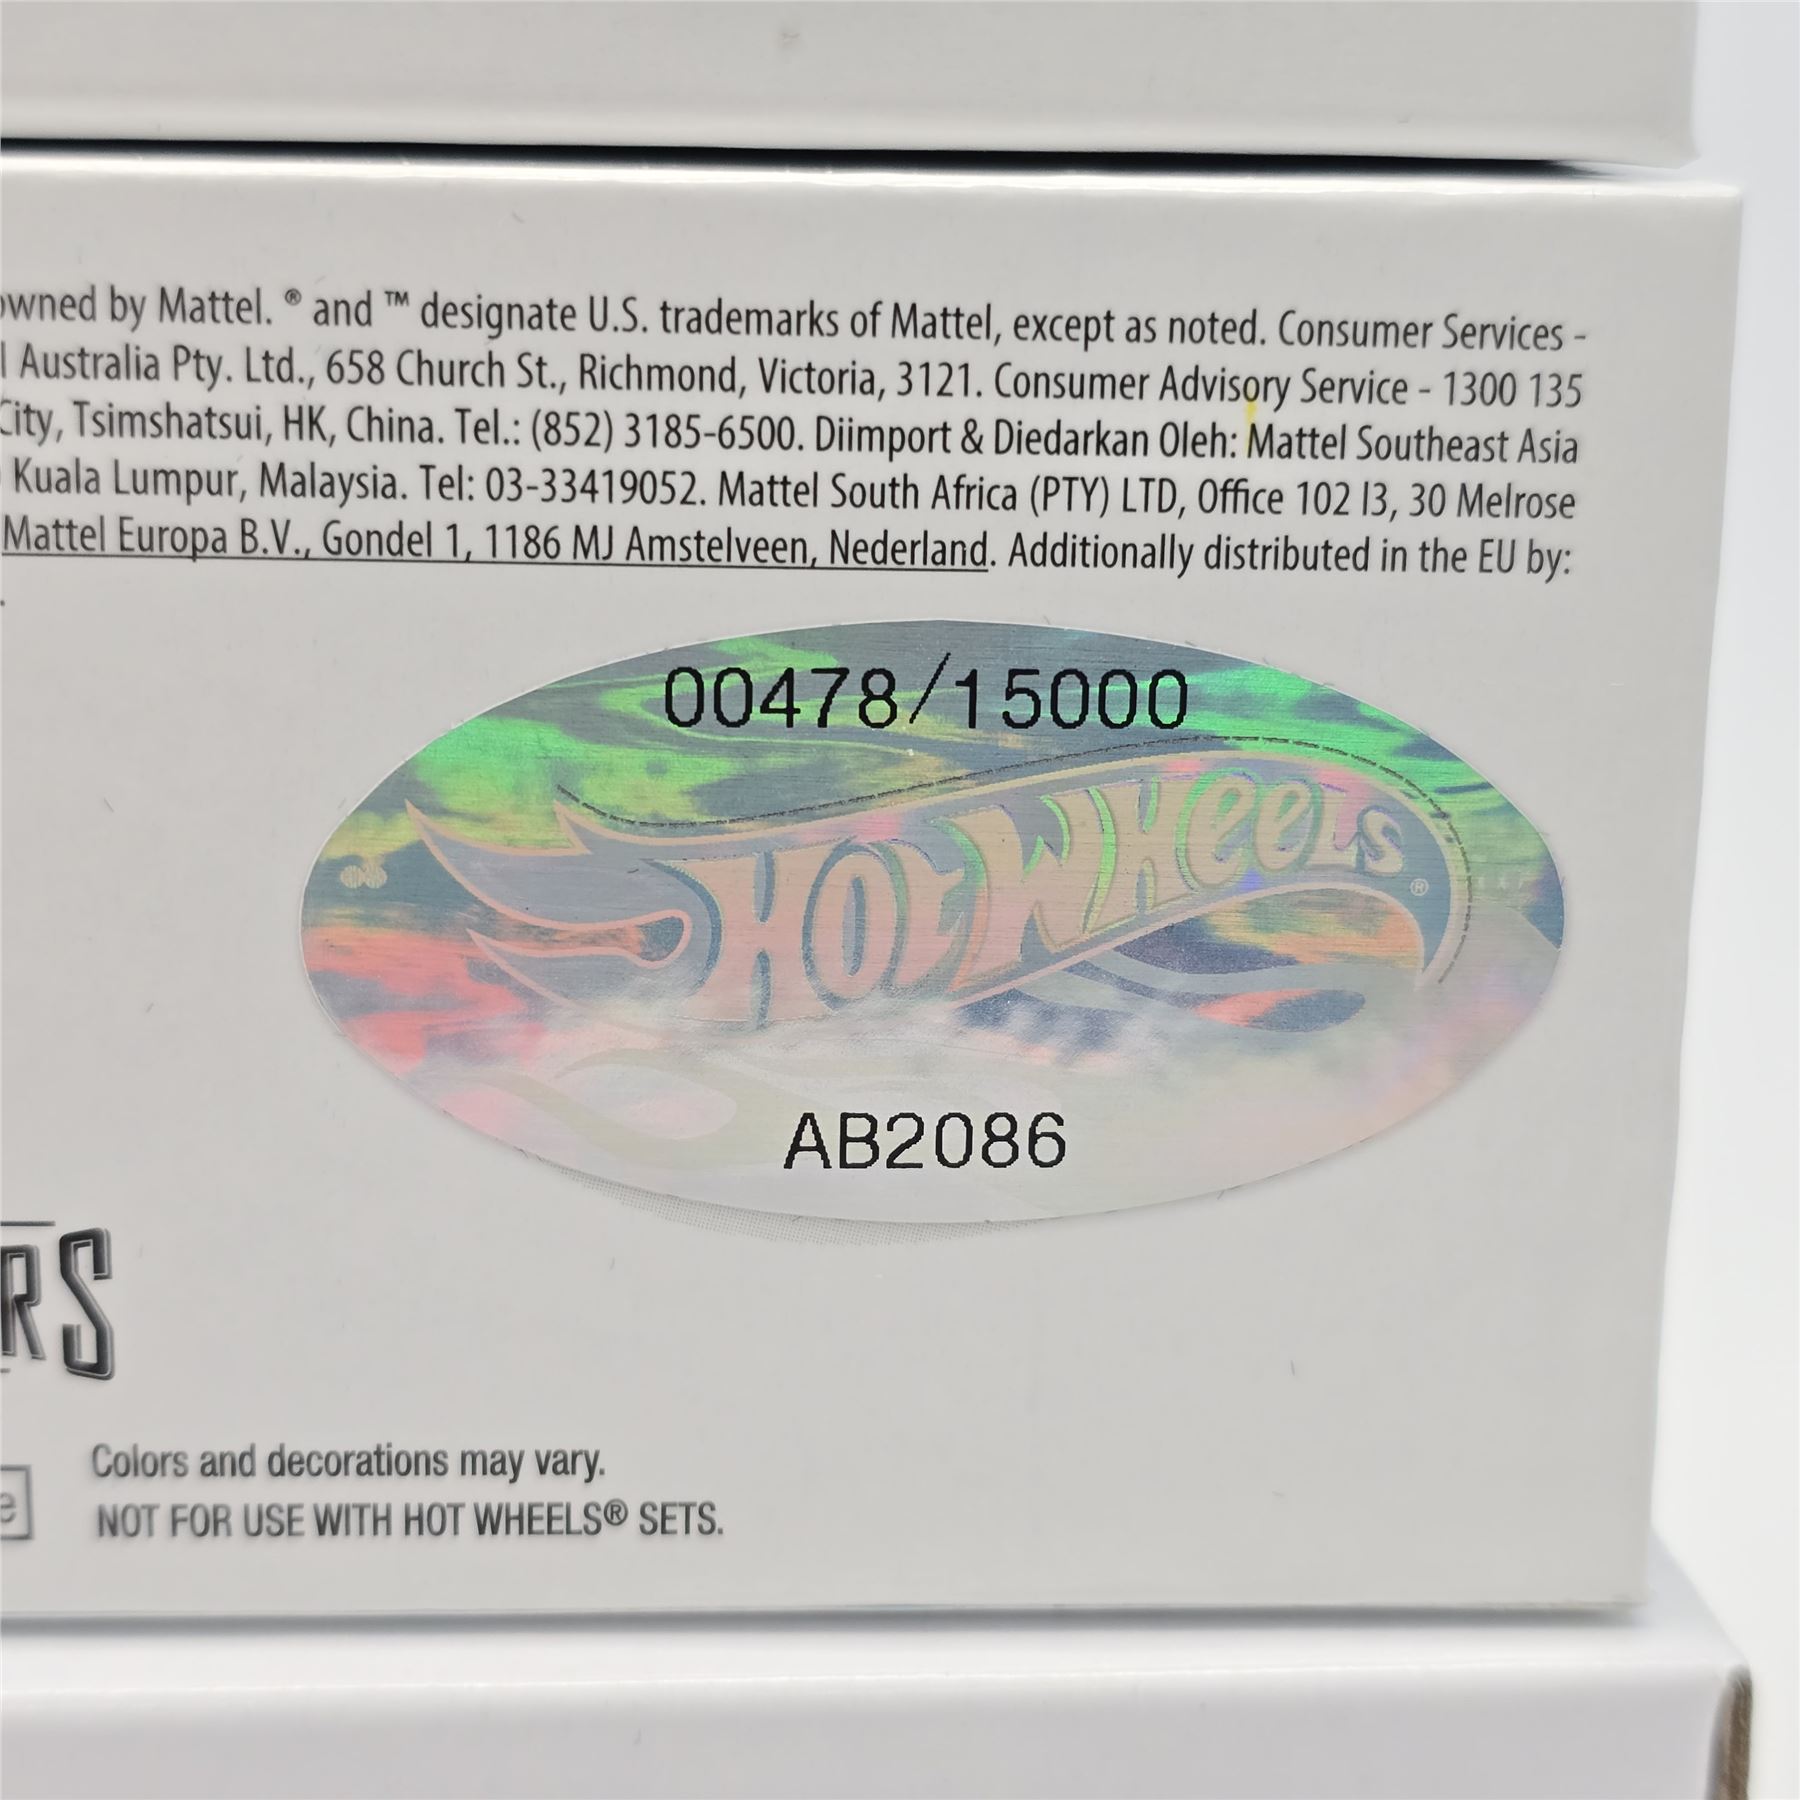 owned by Mattel. ® and ™ designate U.S. trademarks of Mattel, except as noted. Consumer Services -
l Australia Pty. Ltd., 658 Church St., Richmond, Victoria, 3121. Consumer Advisory Service - 1300 135
City, Tsimshatsui, HK, China. Tel.: (852) 3185-6500. Diimport & Diedarkan Oleh: Mattel Southeast Asia
Kuala Lumpur, Malaysia. Tel: 03-33419052. Mattel South Africa (PTY) LTD, Office 102 I3, 30 Melrose
Mattel Europa B.V., Gondel 1, 1186 MJ Amstelveen, Nederland. Additionally distributed in the EU by:
00478/15000
HOT WHEELS®
AB2086
RS
e
Colors and decorations may vary.
NOT FOR USE WITH HOT WHEELS® SETS.